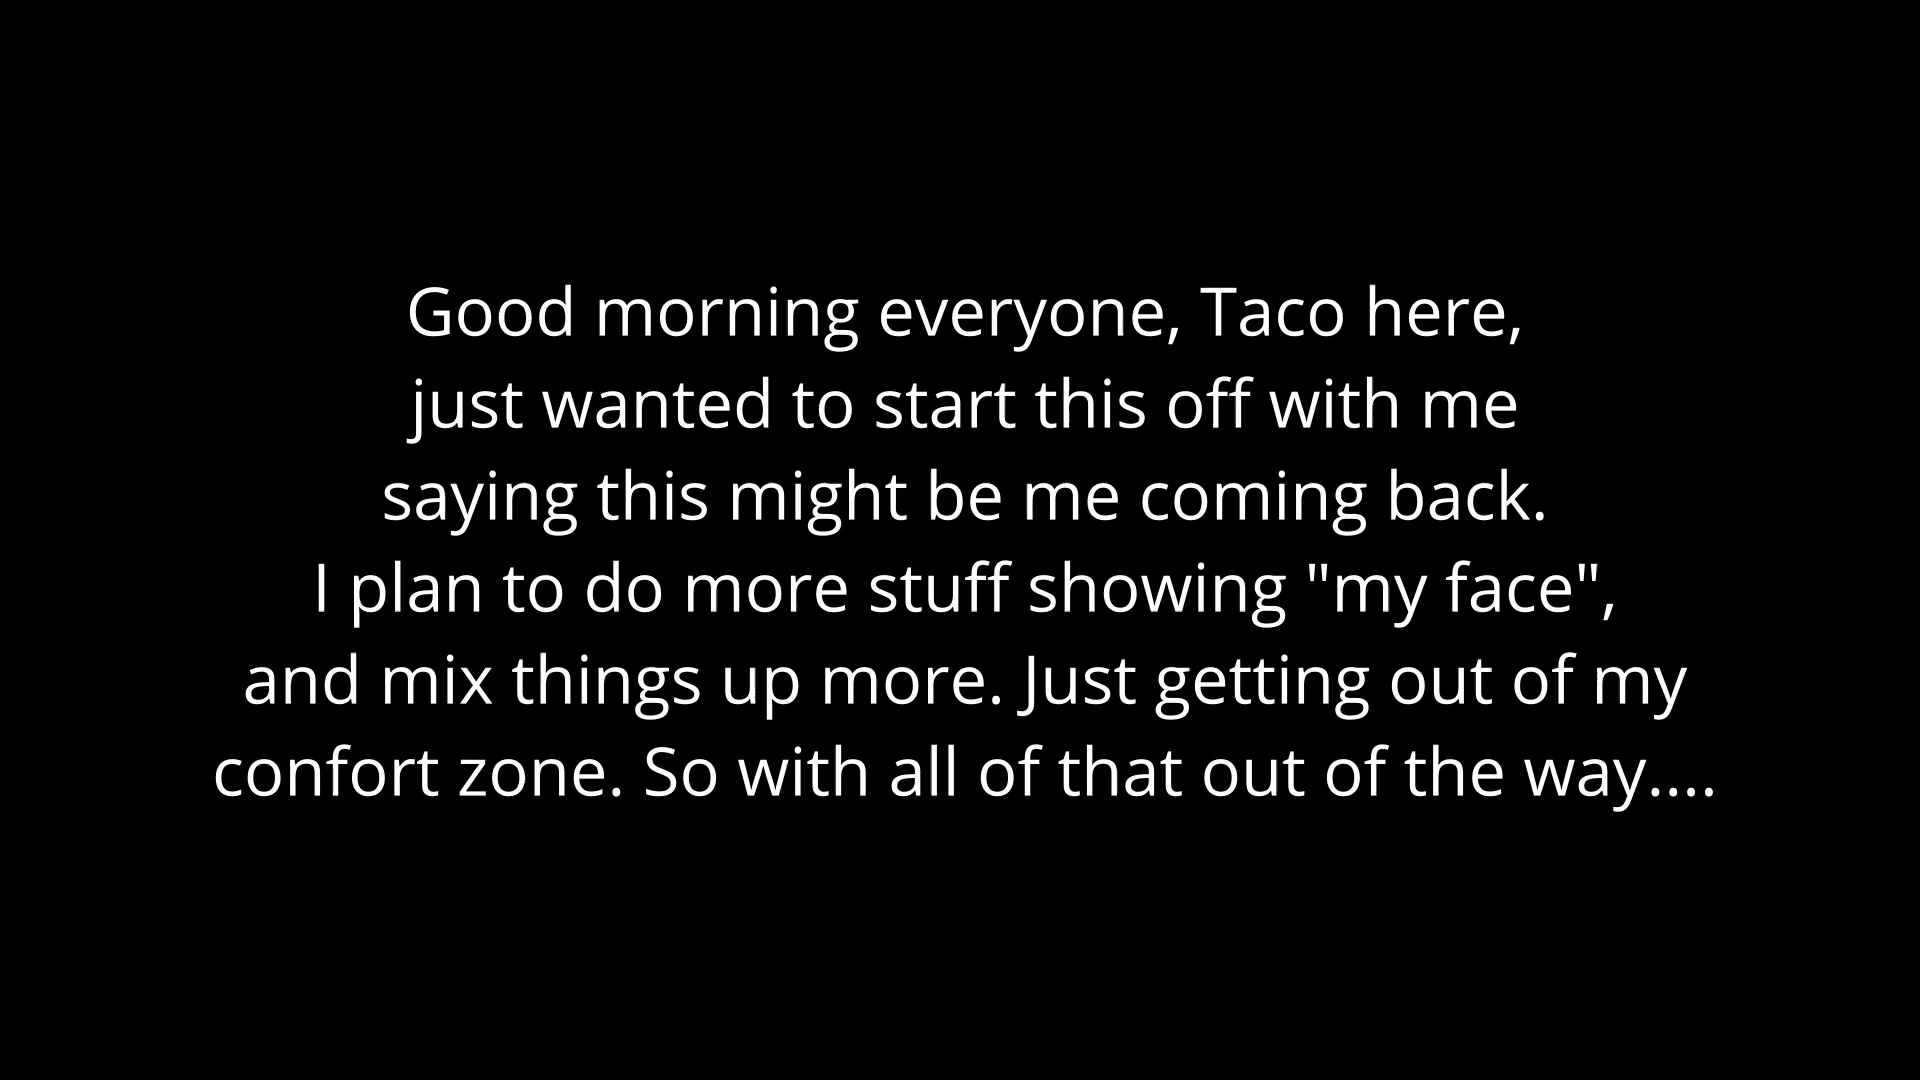 Good morning everyone, Taco here,
just wanted to start this off with me
saying this might be me coming back.
I plan to do more stuff showing "my face",
and mix things up more. Just getting out of my
confort zone. So with all of that out of the way....